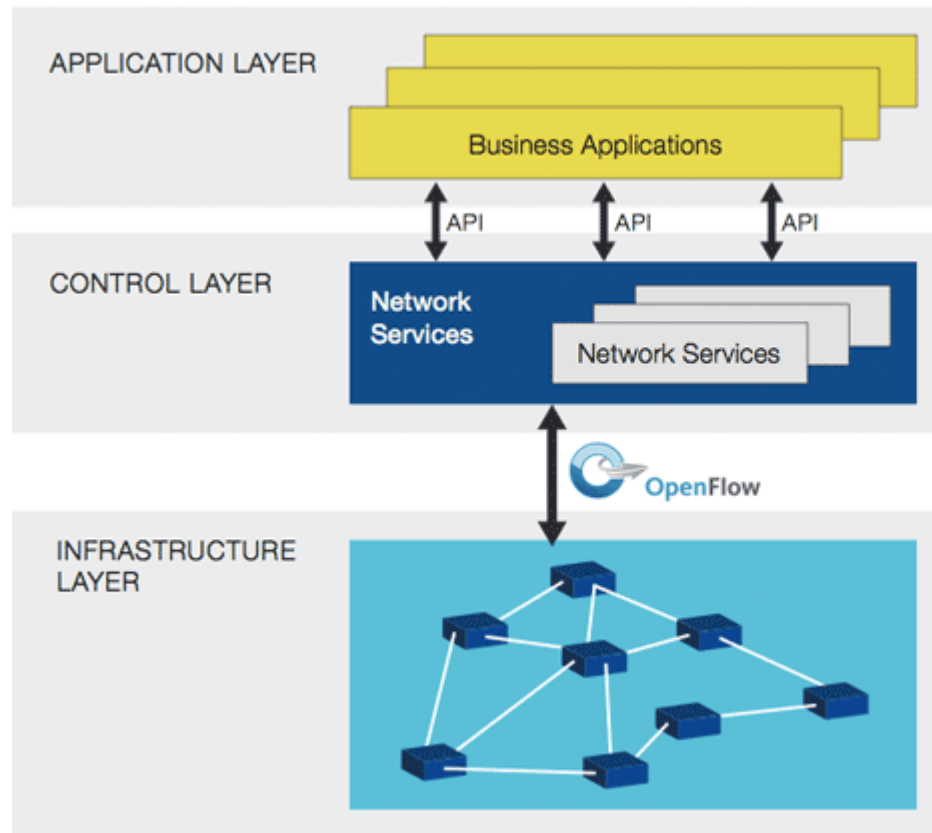 APPLICATION LAYER
Business Applications
API
API
API
CONTROL LAYER
Network
Services
Network Services
OpenFlow
INFRASTRUCTURE
LAYER